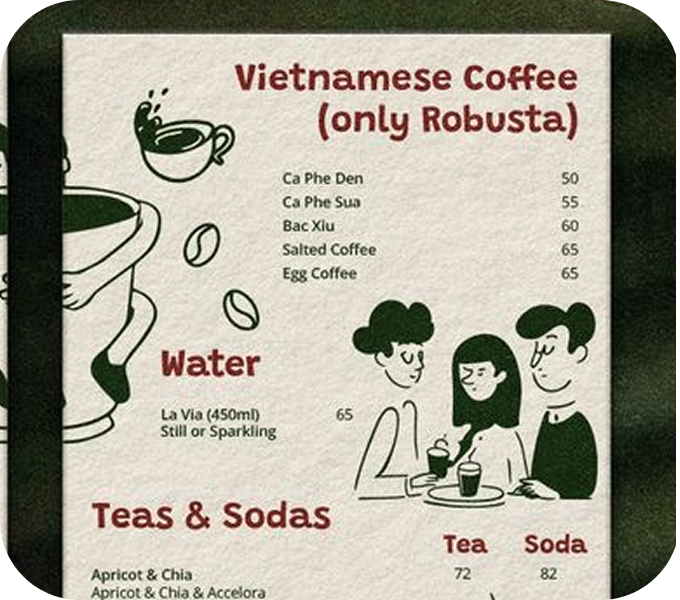 Vietnamese Coffee
(only Robusta)
Ca Phe Den 50
Ca Phe Sua 55
Bac Xiu 60
Salted Coffee 65
Egg Coffee 65
Water
La Via (450ml) 65
Still or Sparkling
Teas & Sodas
Tea Soda
Apricot & Chia 72 82
Apricot & Chia & Accelora